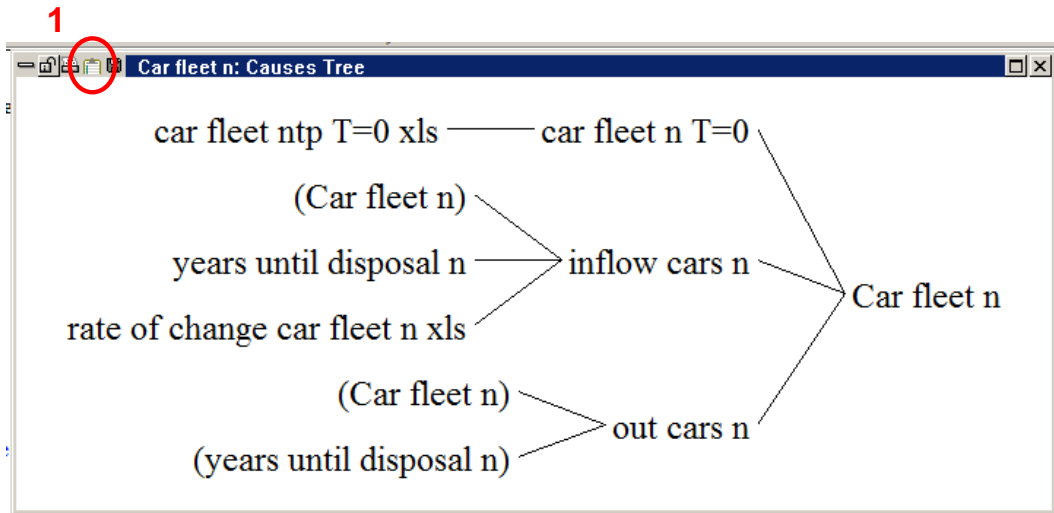 1
Car fleet n: Causes Tree
car fleet ntp T=0 xls
car fleet n T=0
(Car fleet n)
years until disposal n
inflow cars n
Car fleet n
rate of change car fleet n xls
(Car fleet n)
out cars n
(years until disposal n)